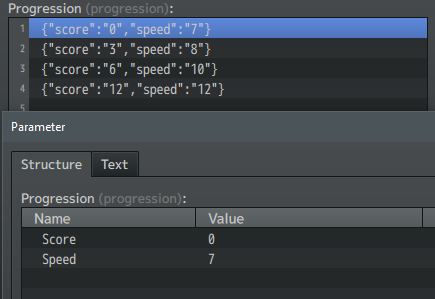 Progression (progression):
1 {"score":"0","speed":"7"}
2 {"score":"3","speed":"8"}
3 {"score":"6","speed":"10"}
4 {"score":"12","speed":"12"}
5
Parameter
Structure Text
Progression (progression):
Name Value
Score 0
Speed 7